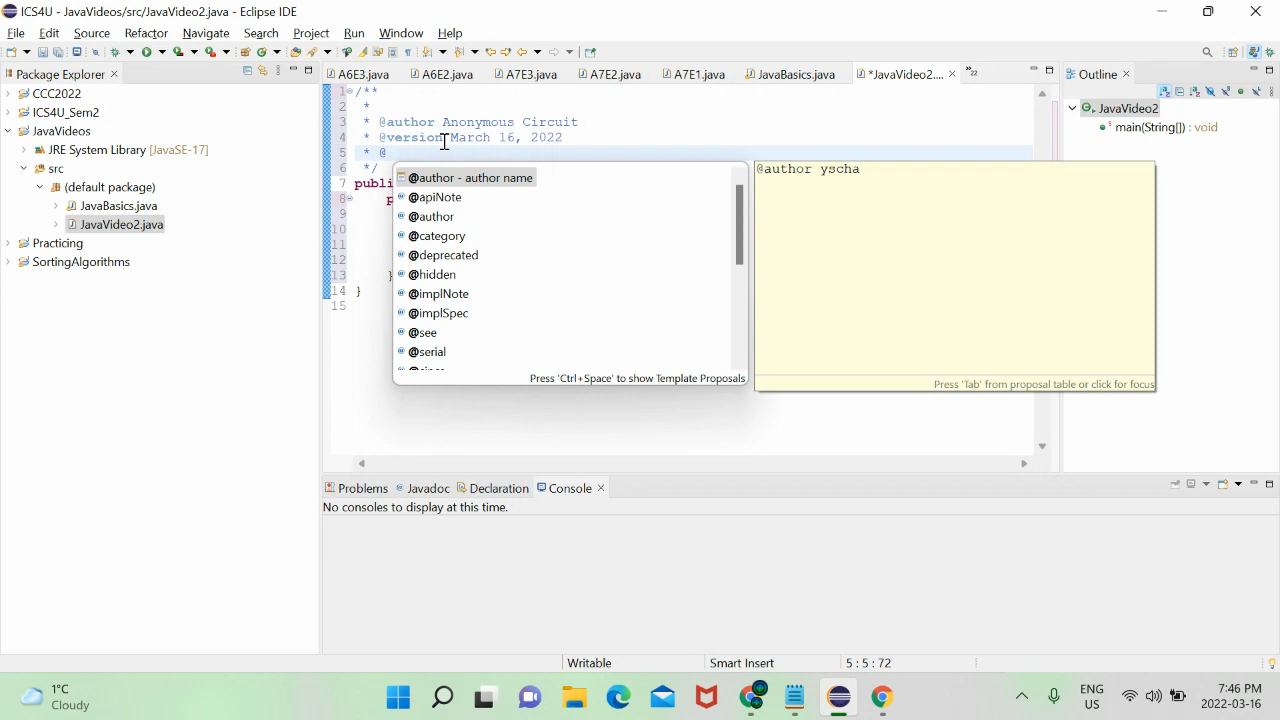 ICS4U - JavaVideos/src/JavaVideo2.java - Eclipse IDE
File Edit Source Refactor Navigate Search Project Run Window Help
Package Explorer
CCC2022
ICS4U_Sem2
JavaVideos
JRE System Library [JavaSE-17]
src
(default package)
JavaBasics.java
JavaVideo2.java
Practicing
SortingAlgorithms
A6E3.java A6E2.java A7E3.java A7E2.java A7E1.java JavaBasics.java *JavaVideo2.... »22
1 /**
2 *
3 * @author Anonymous Circuit
4 * @version March 16, 2022
5 * @
6 */
7 publi
8 p
9
10
11
12
13 }
14 }
15
@author - author name
@apiNote
@author
@category
@deprecated
@hidden
@implNote
@implSpec
@see
@serial
Press 'Ctrl+Space' to show Template Proposals
@author yscha
Press 'Tab' from proposal table or click for focus
Outline
JavaVideo2
main(String[]) : void
Problems Javadoc Declaration Console
No consoles to display at this time.
Writable Smart Insert 5 : 5 : 72
1°C
Cloudy
ENG
US
7:46 PM
2022-03-16